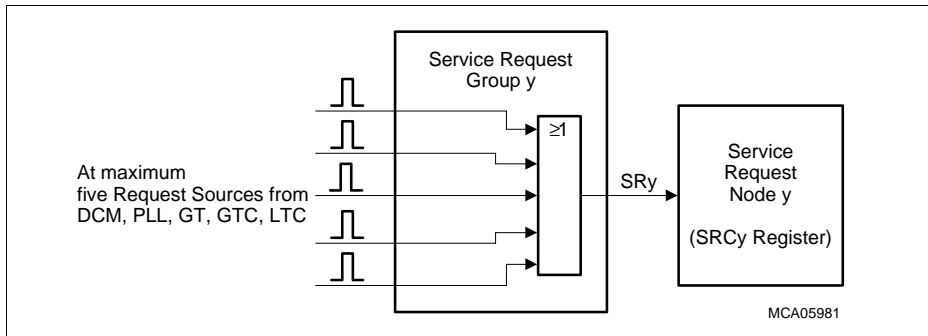 Service Request
Group y
≥1
At maximum
five Request Sources from
DCM, PLL, GT, GTC, LTC
SRy
Service
Request
Node y
(SRCy Register)
MCA05981